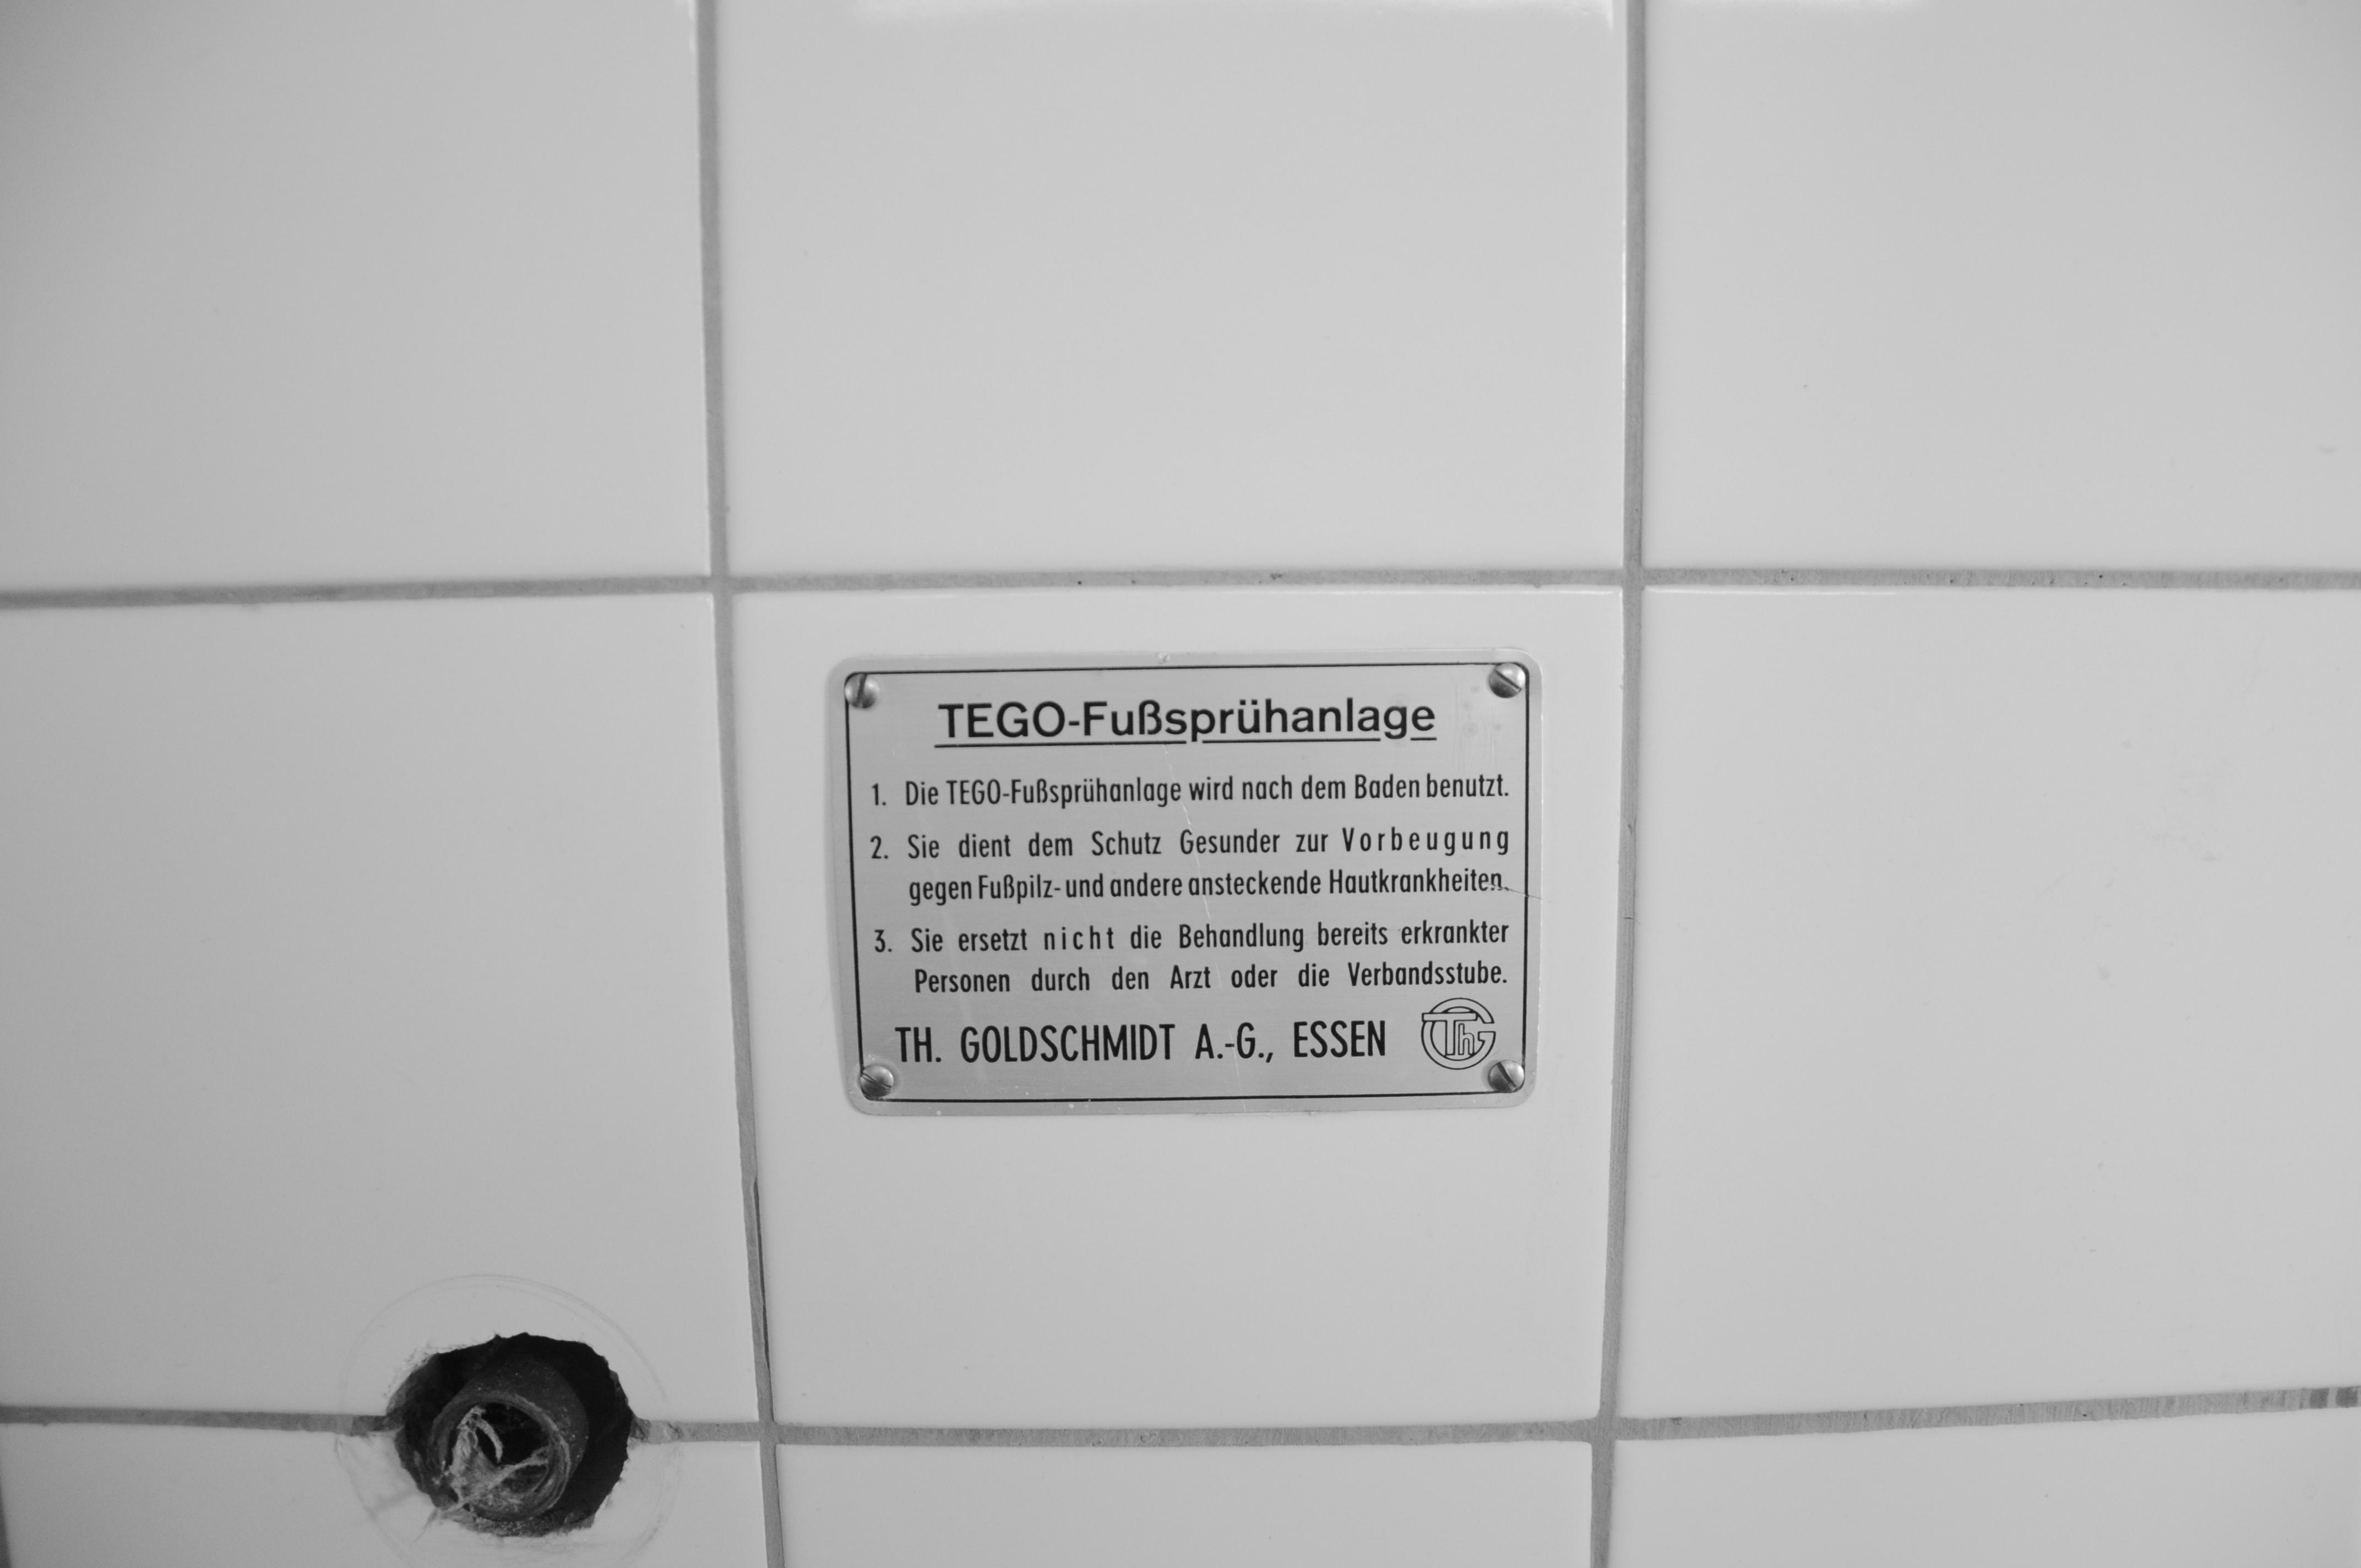 TEGO-Fußsprühanlage
1. Die TEGO-Fußsprühanlage wird nach dem Baden benutzt.
2. Sie dient dem Schutz Gesunder zur Vorbeugung
gegen Fußpilz- und andere ansteckende Hautkrankheiten.
3. Sie ersetzt nicht die Behandlung bereits erkrankter
Personen durch den Arzt oder die Verbandsstube.
TH. GOLDSCHMIDT A.-G., ESSEN ThG